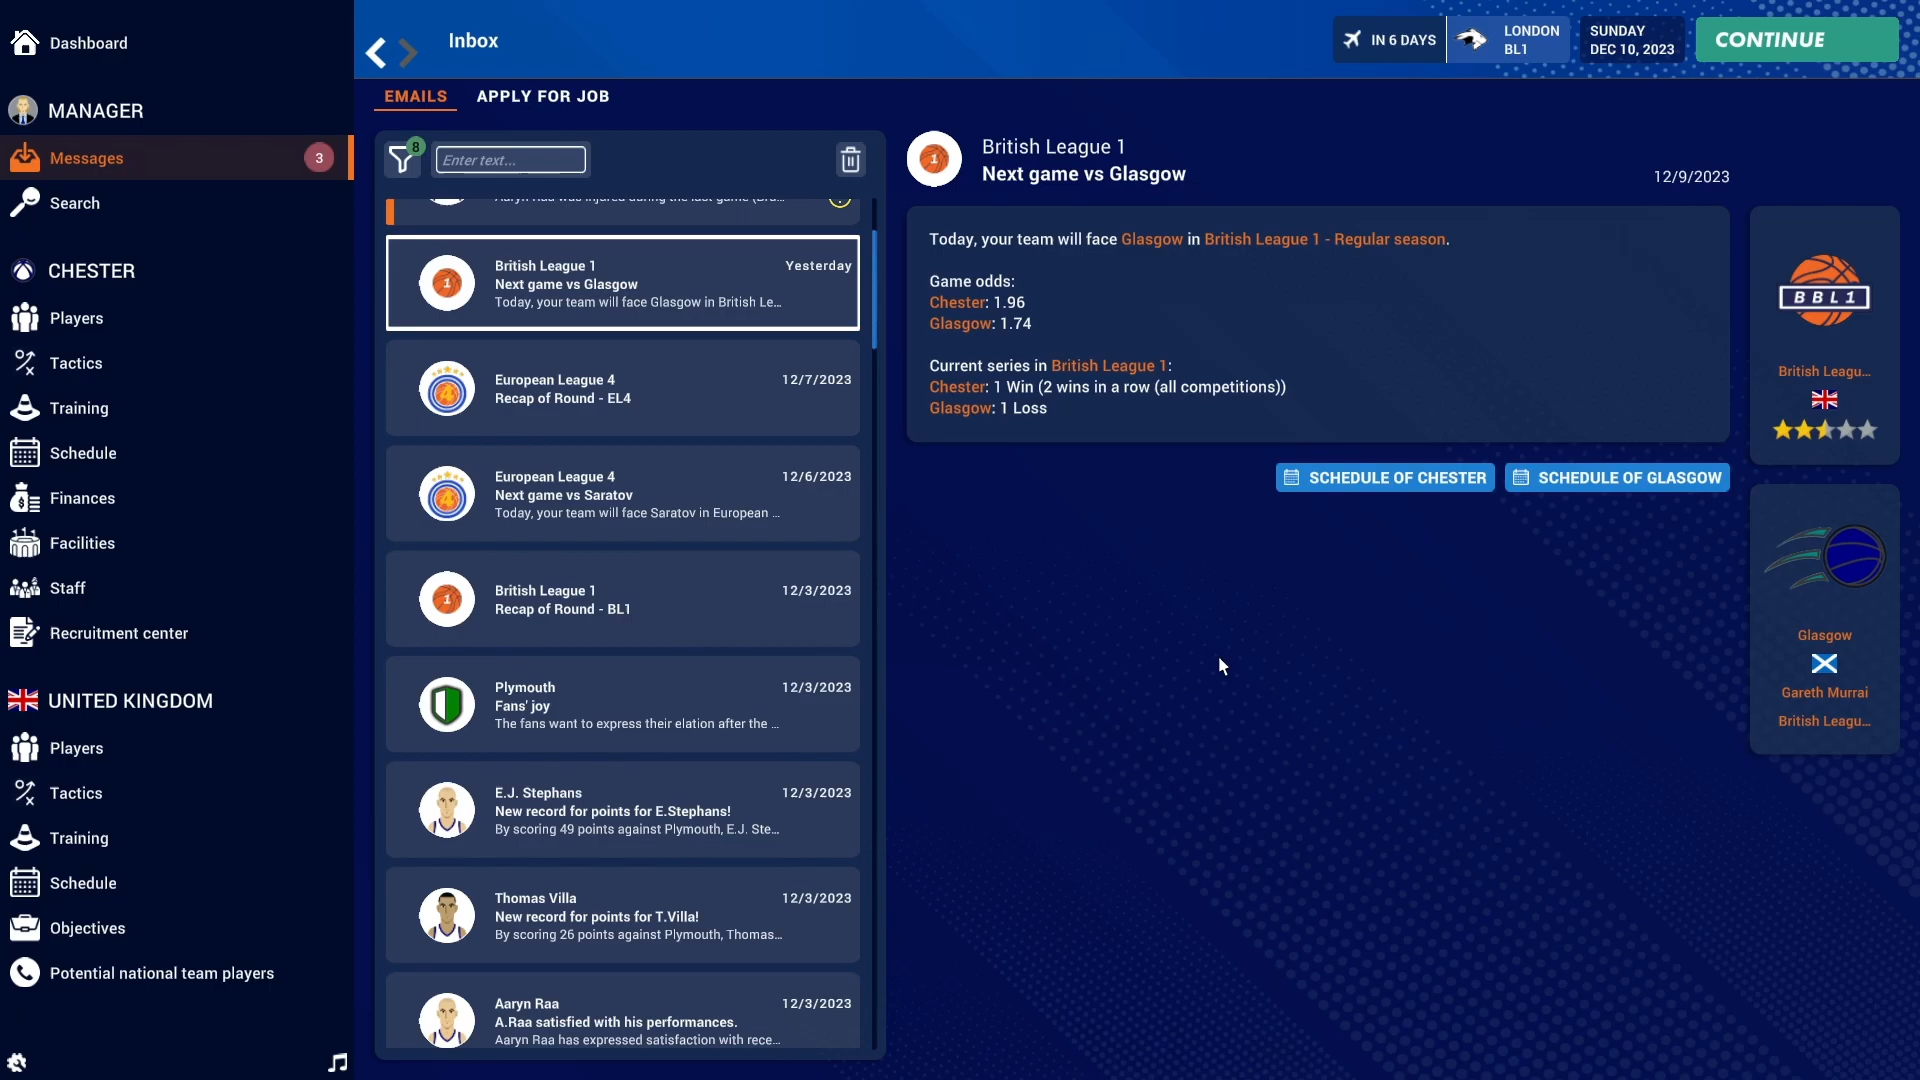 Dashboard
MANAGER
Messages
3
Search
CHESTER
Players
Tactics
Training
Schedule
Finances
Facilities
Staff
Recruitment center
UNITED KINGDOM
Players
Tactics
Training
Schedule
Objectives
Potential national team players
Inbox
IN 6 DAYS
LONDON
BL1
SUNDAY
DEC 10, 2023
CONTINUE
EMAILS
APPLY FOR JOB
8
Enter text...
Aaryn Raa was injured during the last game (Bra...
British League 1
Yesterday
Next game vs Glasgow
Today, your team will face Glasgow in British Le...
European League 4
12/7/2023
Recap of Round - EL4
European League 4
12/6/2023
Next game vs Saratov
Today, your team will face Saratov in European ...
British League 1
12/3/2023
Recap of Round - BL1
Plymouth
12/3/2023
Fans' joy
The fans want to express their elation after the ...
E.J. Stephans
12/3/2023
New record for points for E.Stephans!
By scoring 49 points against Plymouth, E.J. Ste...
Thomas Villa
12/3/2023
New record for points for T.Villa!
By scoring 26 points against Plymouth, Thomas...
Aaryn Raa
12/3/2023
A.Raa satisfied with his performances.
Aaryn Raa has expressed satisfaction with rece...
British League 1
Next game vs Glasgow
12/9/2023
Today, your team will face Glasgow in British League 1 - Regular season.
Game odds:
Chester: 1.96
Glasgow: 1.74
Current series in British League 1:
Chester: 1 Win (2 wins in a row (all competitions))
Glasgow: 1 Loss
SCHEDULE OF CHESTER
SCHEDULE OF GLASGOW
BBL1
British Leagu...
Glasgow
Gareth Murrai
British Leagu...